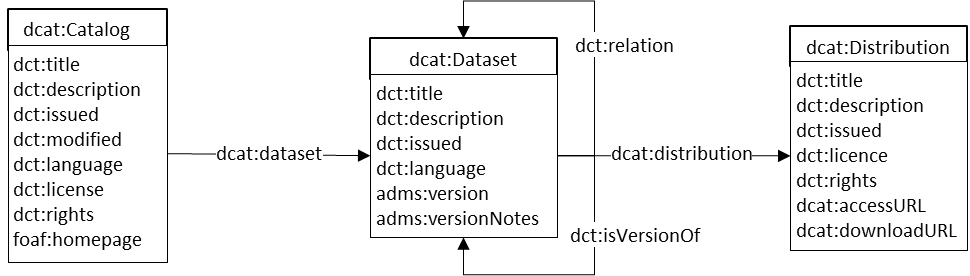 dcat:Catalog
dct:title
dct:description
dct:issued
dct:modified
dct:language
dct:license
dct:rights
foaf:homepage
dcat:dataset
dcat:Dataset
dct:title
dct:description
dct:issued
dct:language
adms:version
adms:versionNotes
dct:relation
dcat:distribution
dct:isVersionOf
dcat:Distribution
dct:title
dct:description
dct:issued
dct:licence
dct:rights
dcat:accessURL
dcat:downloadURL